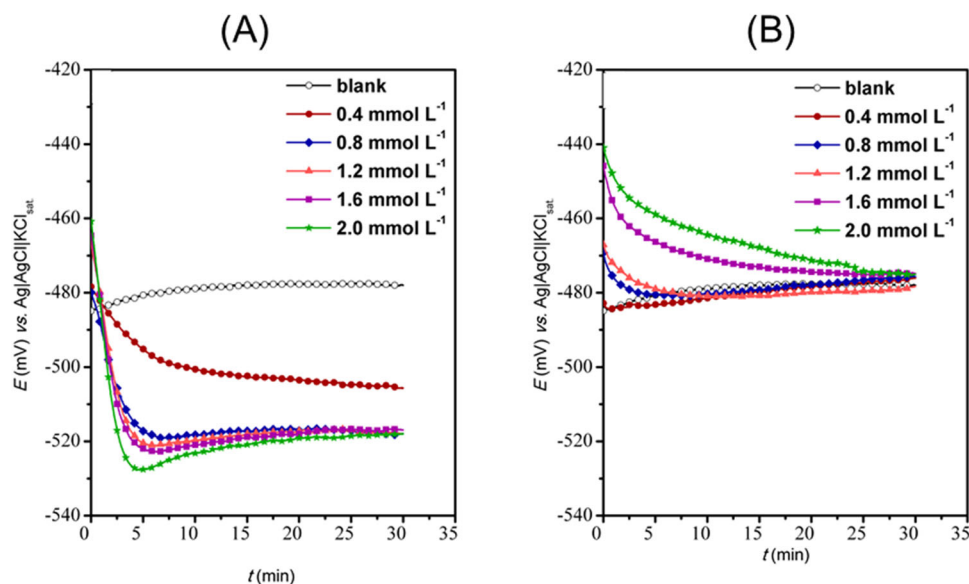 (A)
-420
-440
-460
-480
-500
-520
-540
E (mV) vs. Ag|AgCl|KCl_sat.
blank
0.4 mmol L⁻¹
0.8 mmol L⁻¹
1.2 mmol L⁻¹
1.6 mmol L⁻¹
2.0 mmol L⁻¹
0 5 10 15 20 25 30 35
t (min)
(B)
-420
-440
-460
-480
-500
-520
-540
E (mV) vs. Ag|AgCl|KCl_sat.
blank
0.4 mmol L⁻¹
0.8 mmol L⁻¹
1.2 mmol L⁻¹
1.6 mmol L⁻¹
2.0 mmol L⁻¹
0 5 10 15 20 25 30 35
t (min)